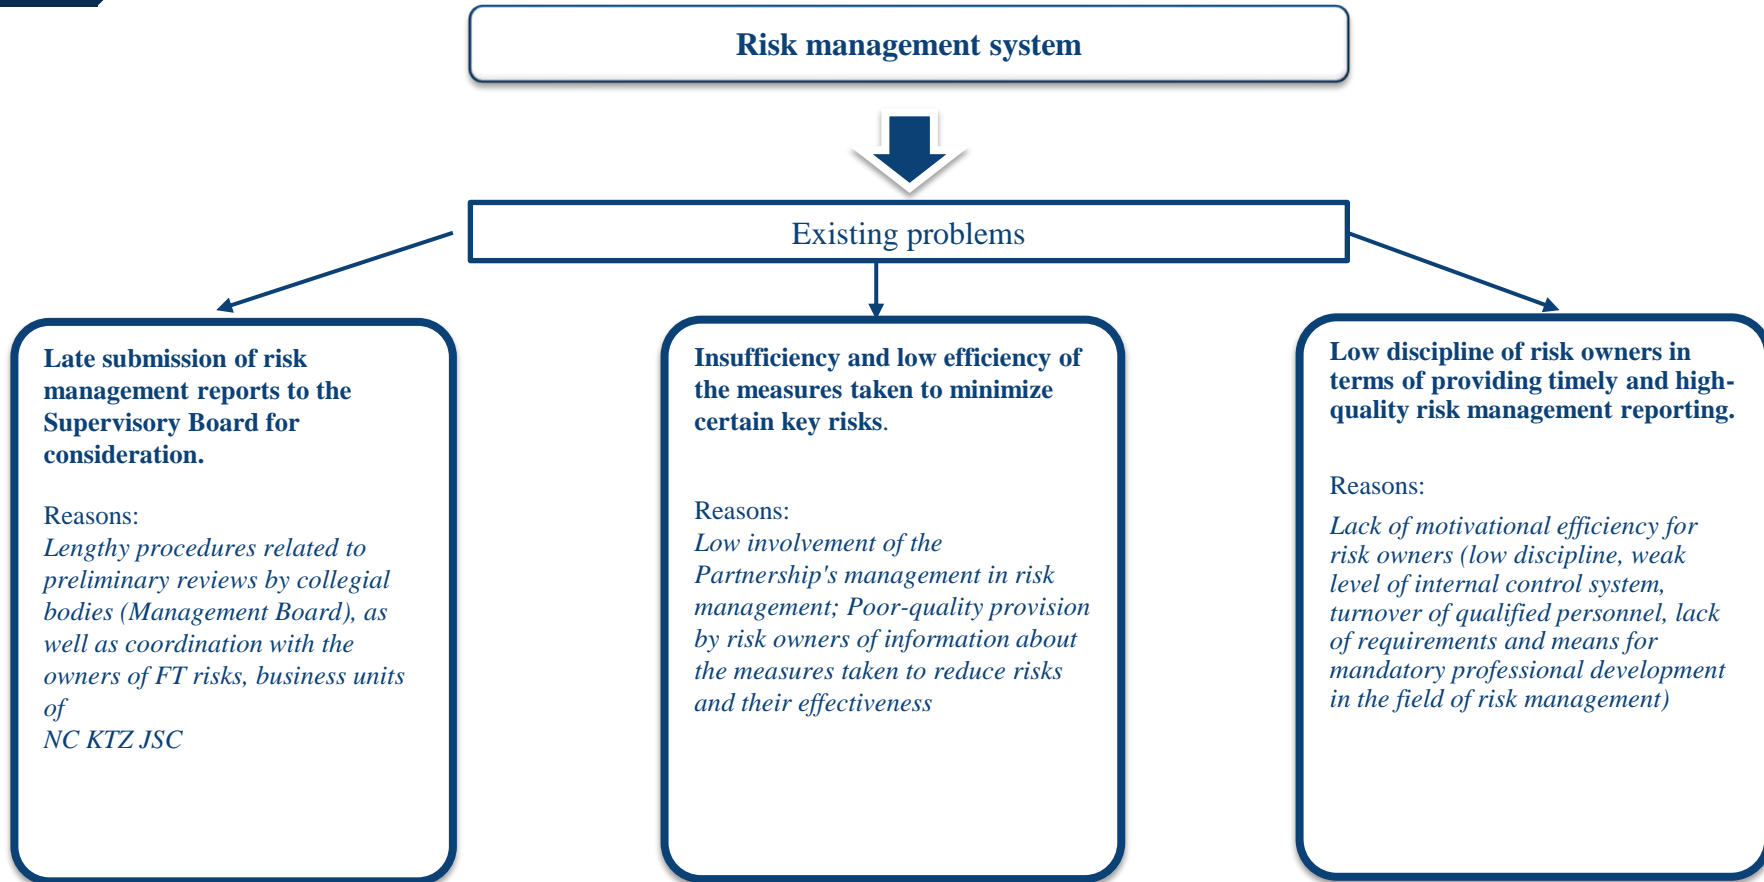 Risk management system
Existing problems
Late submission of risk
management reports to the
Supervisory Board for
consideration.
Reasons:
Lengthy procedures related to
preliminary reviews by collegial
bodies (Management Board), as
well as coordination with the
owners of FT risks, business units
of
NC KTZ JSC
Insufficiency and low efficiency of
the measures taken to minimize
certain key risks.
Reasons:
Low involvement of the
Partnership's management in risk
management; Poor-quality provision
by risk owners of information about
the measures taken to reduce risks
and their effectiveness
Low discipline of risk owners in
terms of providing timely and high-
quality risk management reporting.
Reasons:
Lack of motivational efficiency for
risk owners (low discipline, weak
level of internal control system,
turnover of qualified personnel, lack
of requirements and means for
mandatory professional development
in the field of risk management)